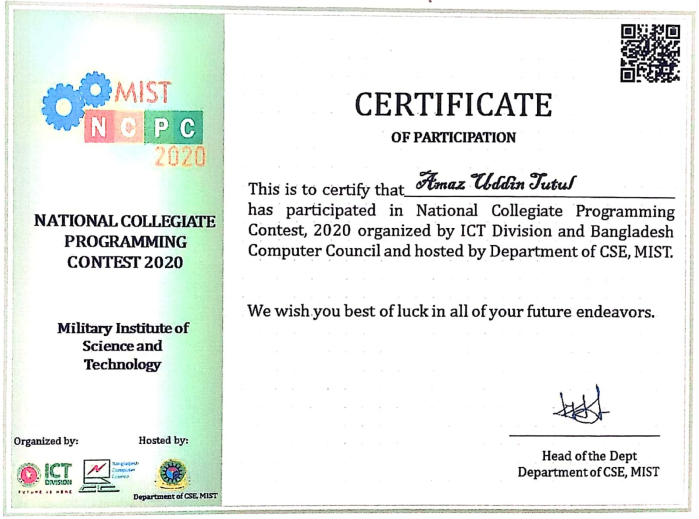 MIST
NCPC
2020
NATIONAL COLLEGIATE
PROGRAMMING
CONTEST 2020
Military Institute of
Science and
Technology
Organized by:
Hosted by:
ICT
DIVISION
FUTURE IS HERE
Bangladesh
Computer
Council
Department of CSE, MIST
CERTIFICATE
OF PARTICIPATION
This is to certify that Amaz Uddin Tutul
has participated in National Collegiate Programming
Contest, 2020 organized by ICT Division and Bangladesh
Computer Council and hosted by Department of CSE, MIST.
We wish you best of luck in all of your future endeavors.
Head of the Dept
Department of CSE, MIST